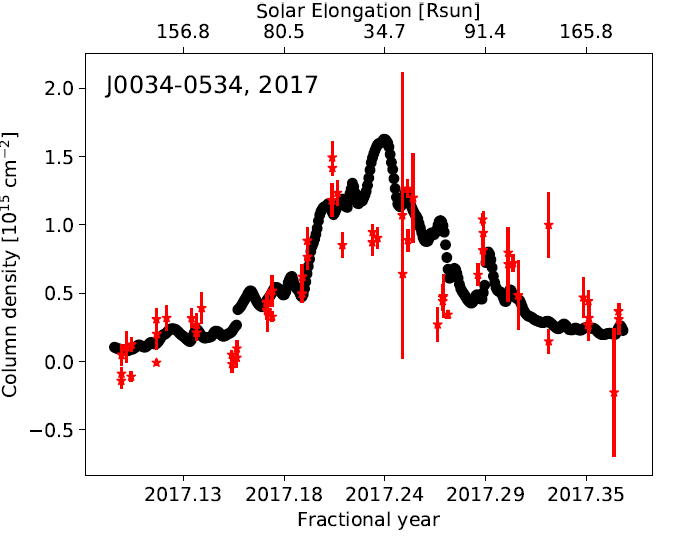 Solar Elongation [Rsun]
156.8 80.5 34.7 91.4 165.8
J0034-0534, 2017
Column density [10¹⁵ cm⁻²]
2.0
1.5
1.0
0.5
0.0
−0.5
2017.13 2017.18 2017.24 2017.29 2017.35
Fractional year